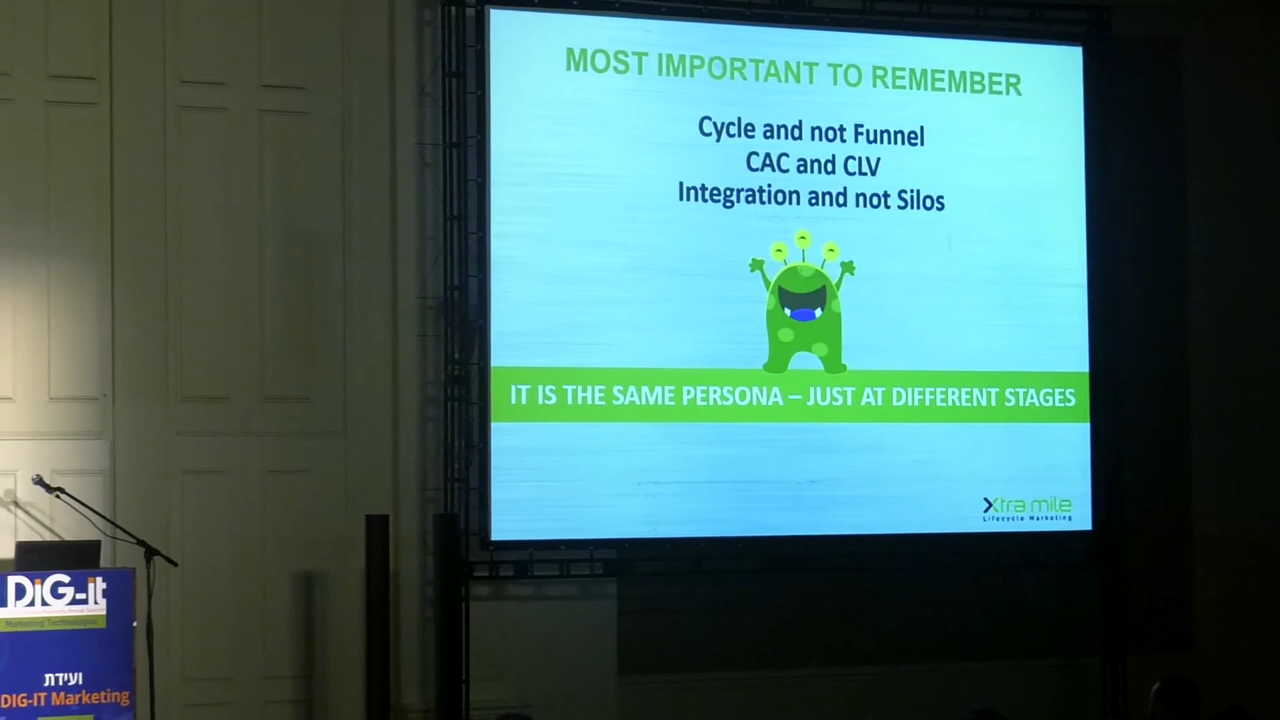 MOST IMPORTANT TO REMEMBER
Cycle and not Funnel
CAC and CLV
Integration and not Silos
IT IS THE SAME PERSONA – JUST AT DIFFERENT STAGES
Xtra mile
Lifecycle Marketing
DiG-it
Marketing Technologies
ועידת
DIG-IT Marketing